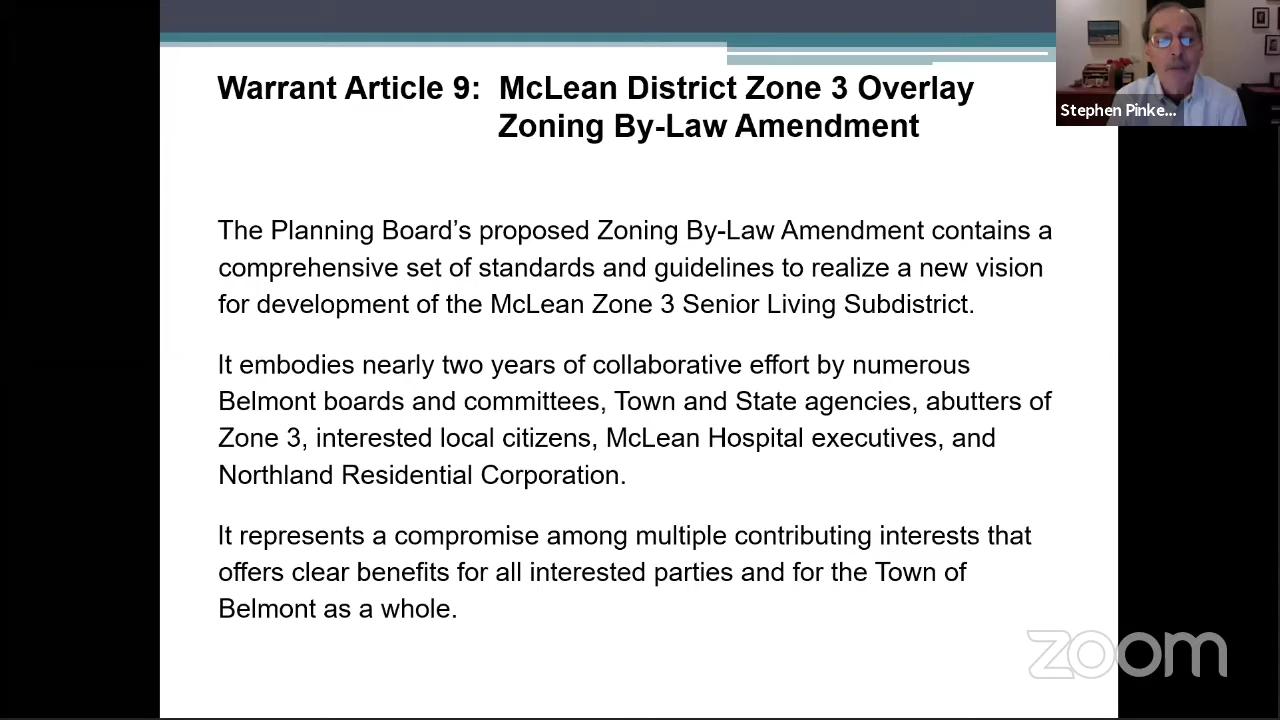 Warrant Article 9: McLean District Zone 3 Overlay
Zoning By-Law Amendment
Stephen Pinke...
The Planning Board’s proposed Zoning By-Law Amendment contains a
comprehensive set of standards and guidelines to realize a new vision
for development of the McLean Zone 3 Senior Living Subdistrict.
It embodies nearly two years of collaborative effort by numerous
Belmont boards and committees, Town and State agencies, abutters of
Zone 3, interested local citizens, McLean Hospital executives, and
Northland Residential Corporation.
It represents a compromise among multiple contributing interests that
offers clear benefits for all interested parties and for the Town of
Belmont as a whole.
zoom